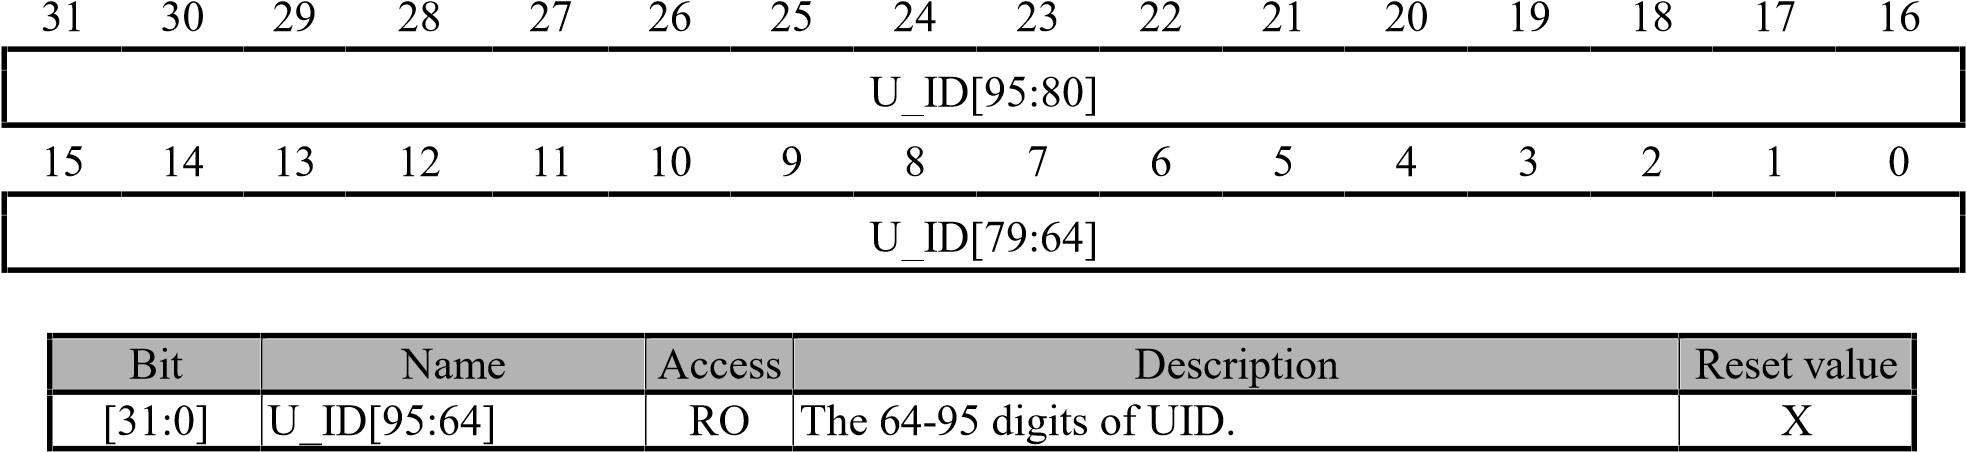 31 30 29 28 27 26 25 24 23 22 21 20 19 18 17 16
U_ID[95:80]
15 14 13 12 11 10 9 8 7 6 5 4 3 2 1 0
U_ID[79:64]
Bit Name Access Description Reset value
[31:0] U_ID[95:64] RO The 64-95 digits of UID. X